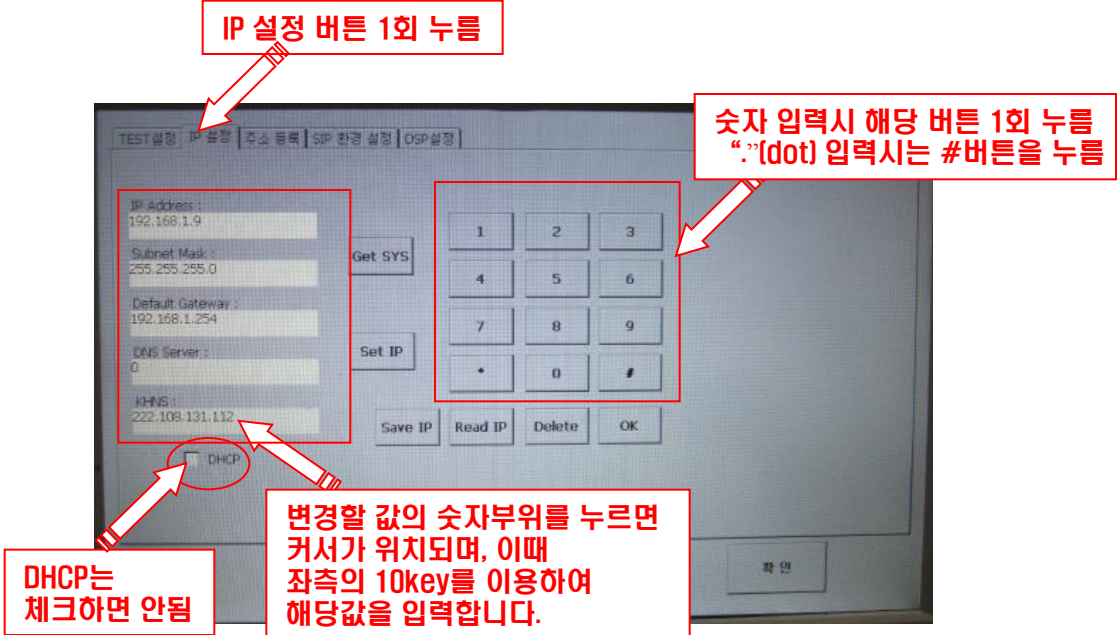 IP 설정 버튼 1회 누름
숫자 입력시 해당 버튼 1회 누름
“.”(dot) 입력시는 #버튼을 누름
TEST설정 IP 설정 주소 등록 SIP 환경 설정 DSP설정
IP Address :
192.168.1.9
Subnet Mask :
255.255.255.0
Default Gateway :
192.168.1.254
DNS Server :
0
KHNS :
222.108.131.112
DHCP
Get SYS
Set IP
1 2 3
4 5 6
7 8 9
* 0 #
Save IP Read IP Delete OK
확인
DHCP는
체크하면 안됨
변경할 값의 숫자부위를 누르면
커서가 위치되며, 이때
좌측의 10key를 이용하여
해당값을 입력합니다.